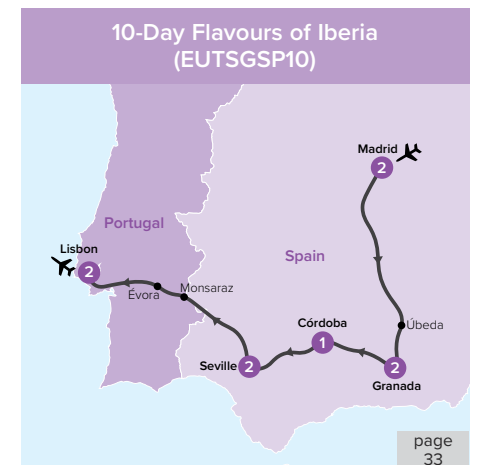 10-Day Flavours of Iberia
(EUTSGSP10)
Madrid
2
Portugal
Lisbon
2
Spain
Évora
Monsaraz
Úbeda
Córdoba
1
Seville
2
2
Granada
page
33